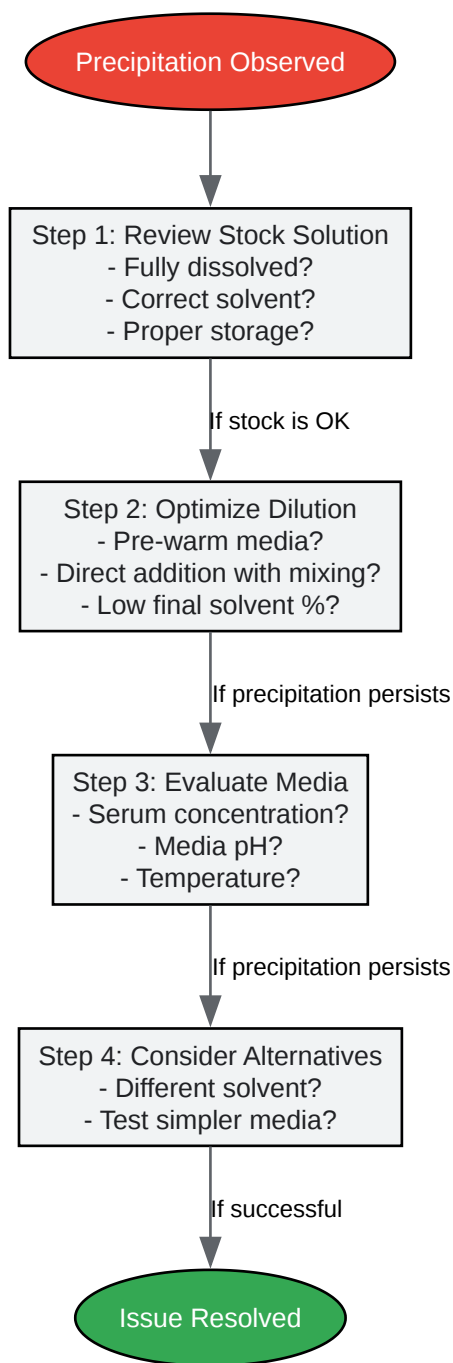 Precipitation Observed
Step 1: Review Stock Solution
- Fully dissolved?
- Correct solvent?
- Proper storage?
If stock is OK
Step 2: Optimize Dilution
- Pre-warm media?
- Direct addition with mixing?
- Low final solvent %?
If precipitation persists
Step 3: Evaluate Media
- Serum concentration?
- Media pH?
- Temperature?
If precipitation persists
Step 4: Consider Alternatives
- Different solvent?
- Test simpler media?
If successful
Issue Resolved